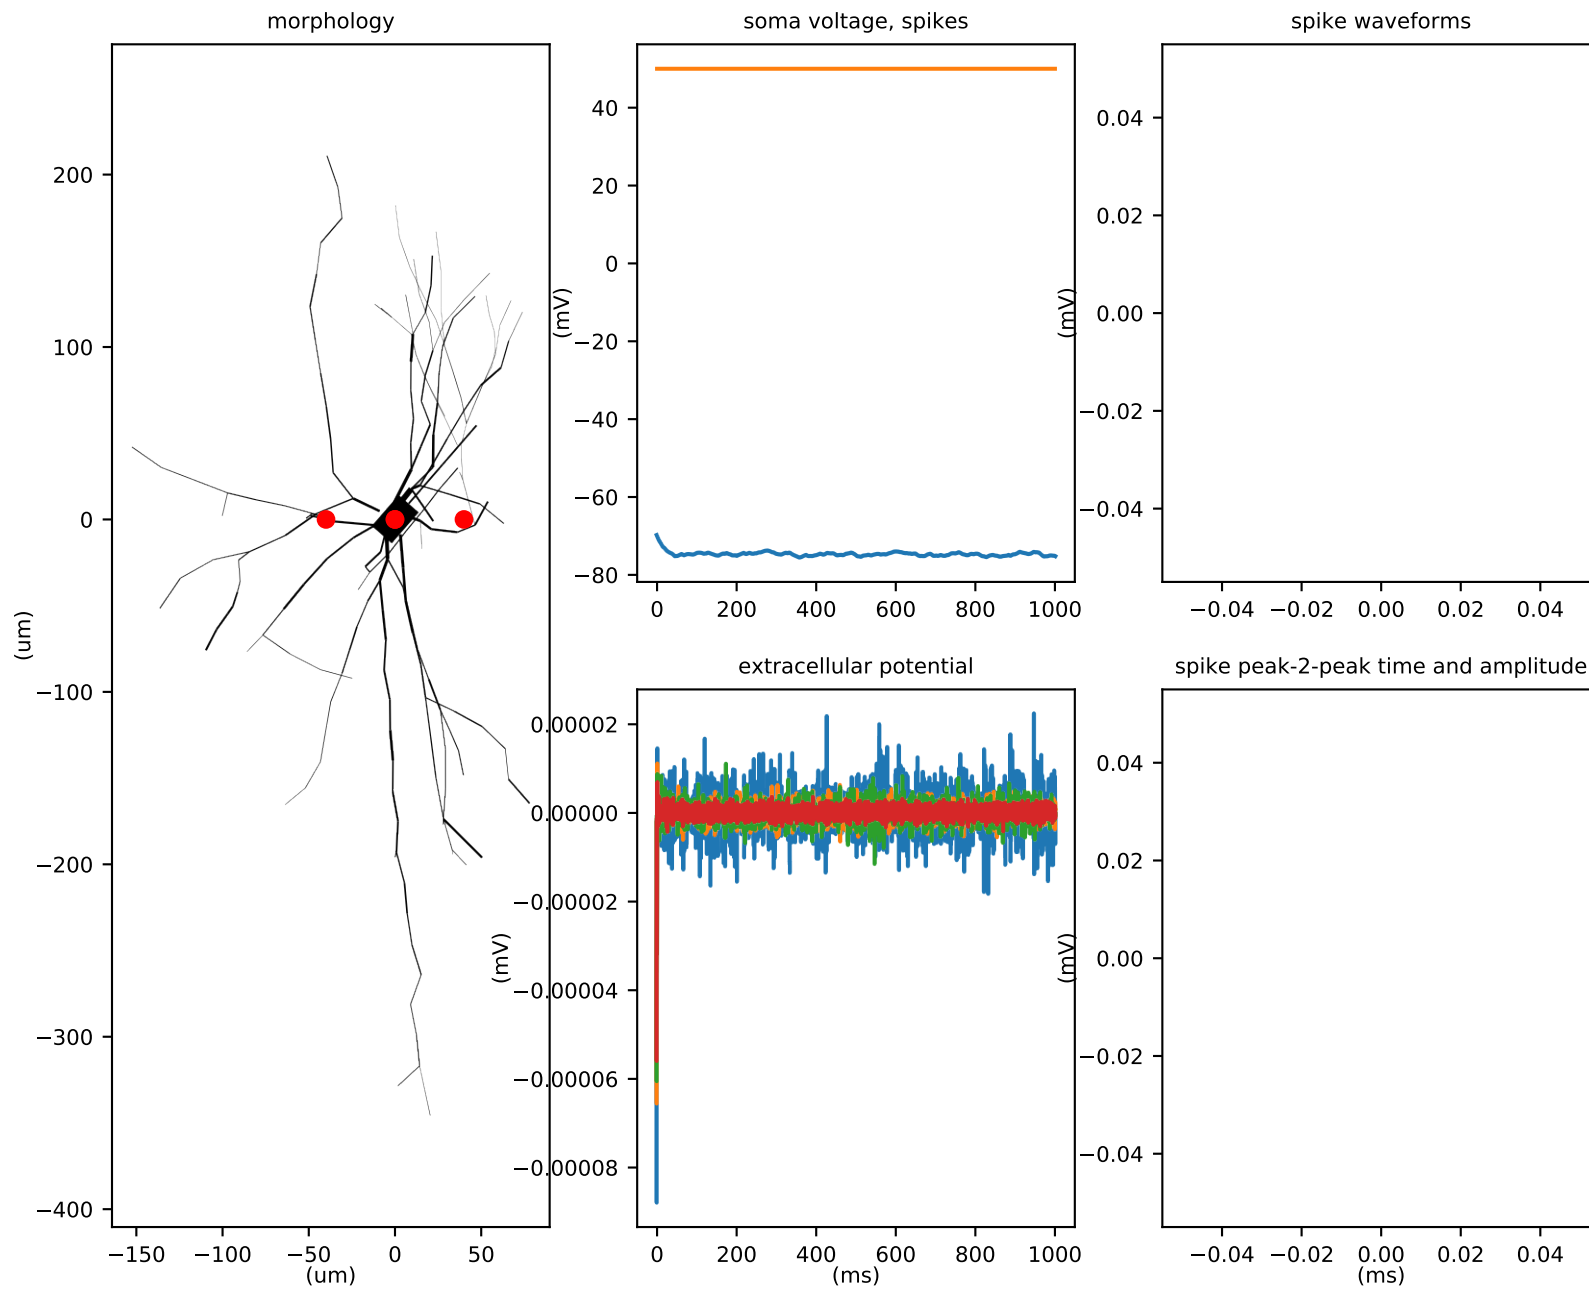 morphology
200
100
0
−100
−200
−300
−400
(um)
−150 −100 −50 0 50
(um)
soma voltage, spikes
40
20
0
−20
−40
−60
−80
(mV)
0 200 400 600 800 1000
spike waveforms
0.04
0.02
0.00
−0.02
−0.04
(mV)
−0.04 −0.02 0.00 0.02 0.04
extracellular potential
0.00002
0.00000
−0.00002
−0.00004
−0.00006
−0.00008
(mV)
0 200 400 600 800 1000
(ms)
spike peak-2-peak time and amplitude
0.04
0.02
0.00
−0.02
−0.04
(mV)
−0.04 −0.02 0.00 0.02 0.04
(ms)